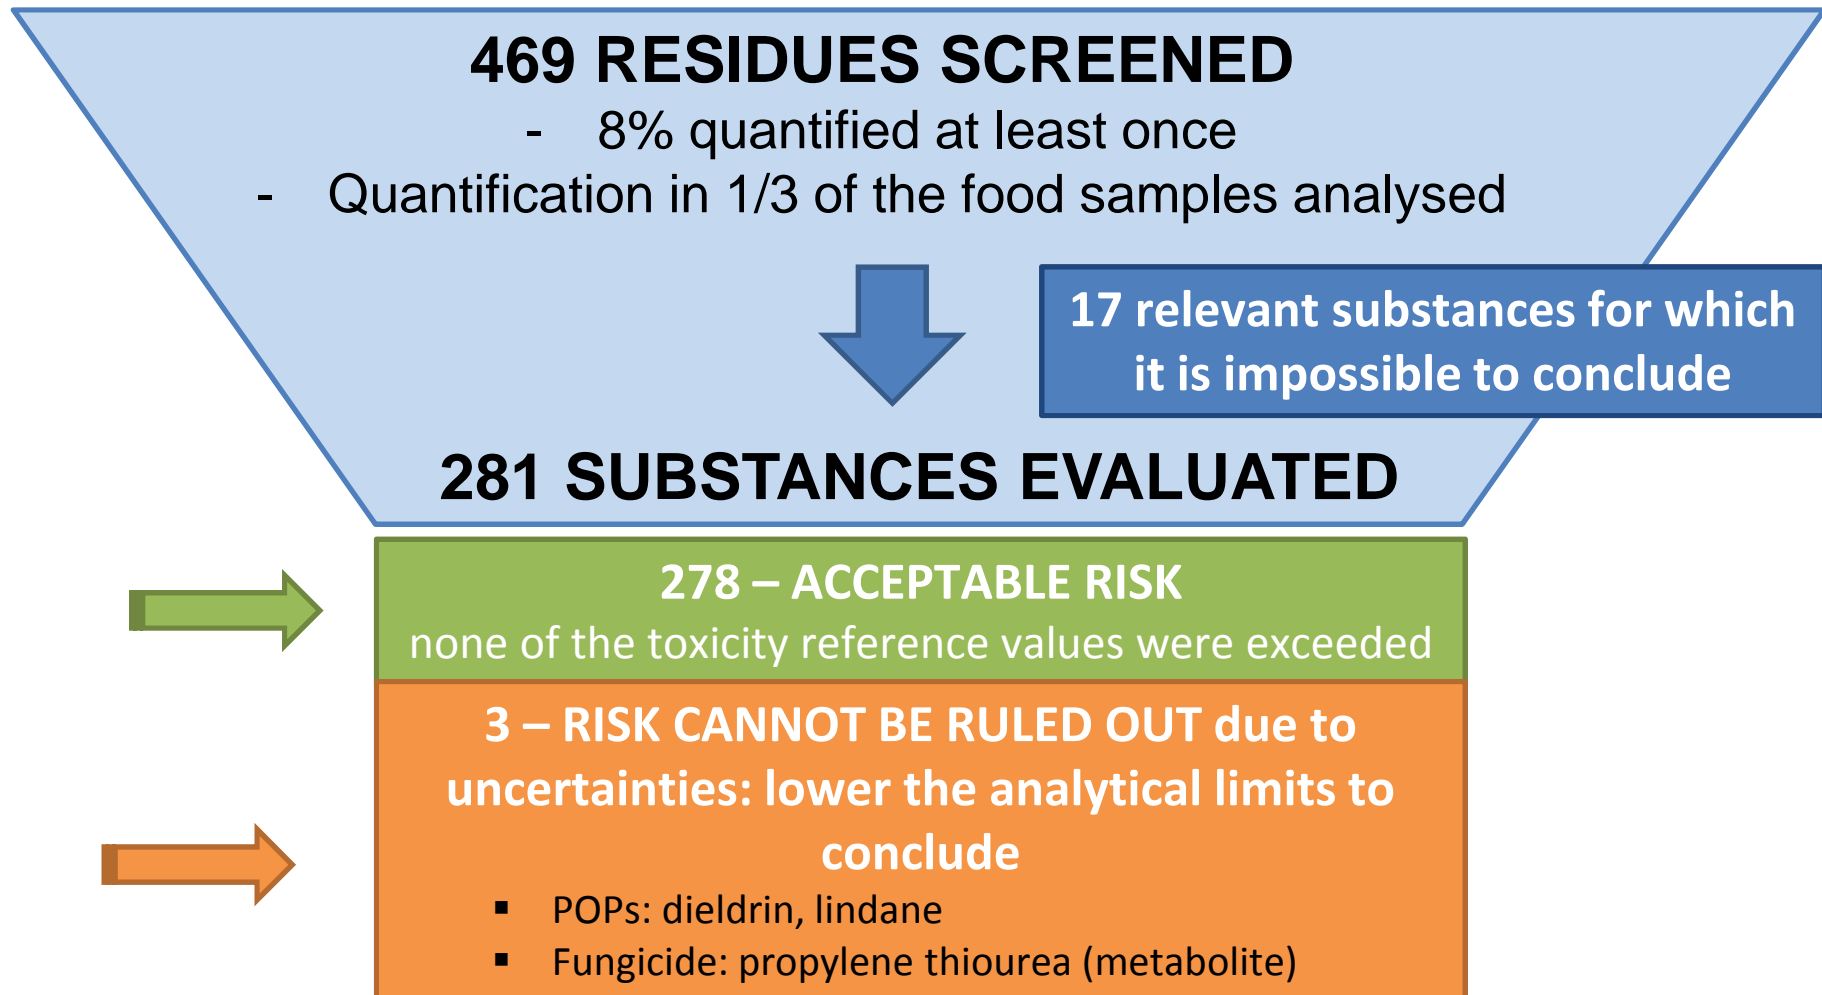 469 RESIDUES SCREENED
- 8% quantified at least once
- Quantification in 1/3 of the food samples analysed
17 relevant substances for which
it is impossible to conclude
281 SUBSTANCES EVALUATED
278 – ACCEPTABLE RISK
none of the toxicity reference values were exceeded
3 – RISK CANNOT BE RULED OUT due to
uncertainties: lower the analytical limits to
conclude
▪ POPs: dieldrin, lindane
▪ Fungicide: propylene thiourea (metabolite)